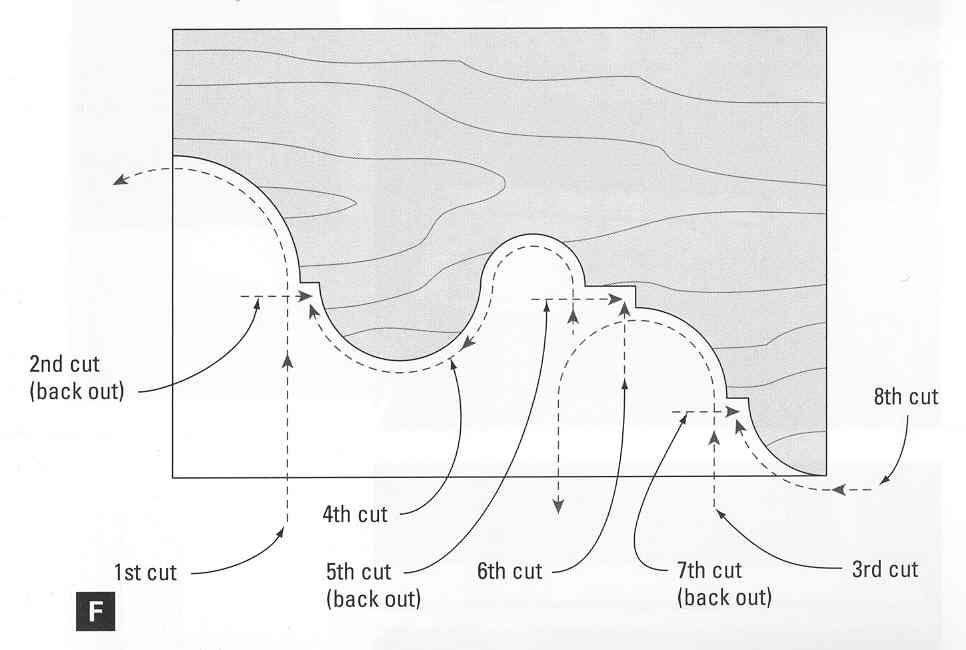 2nd cut
(back out)
8th cut
4th cut
1st cut
5th cut
(back out)
6th cut
7th cut
(back out)
3rd cut
F